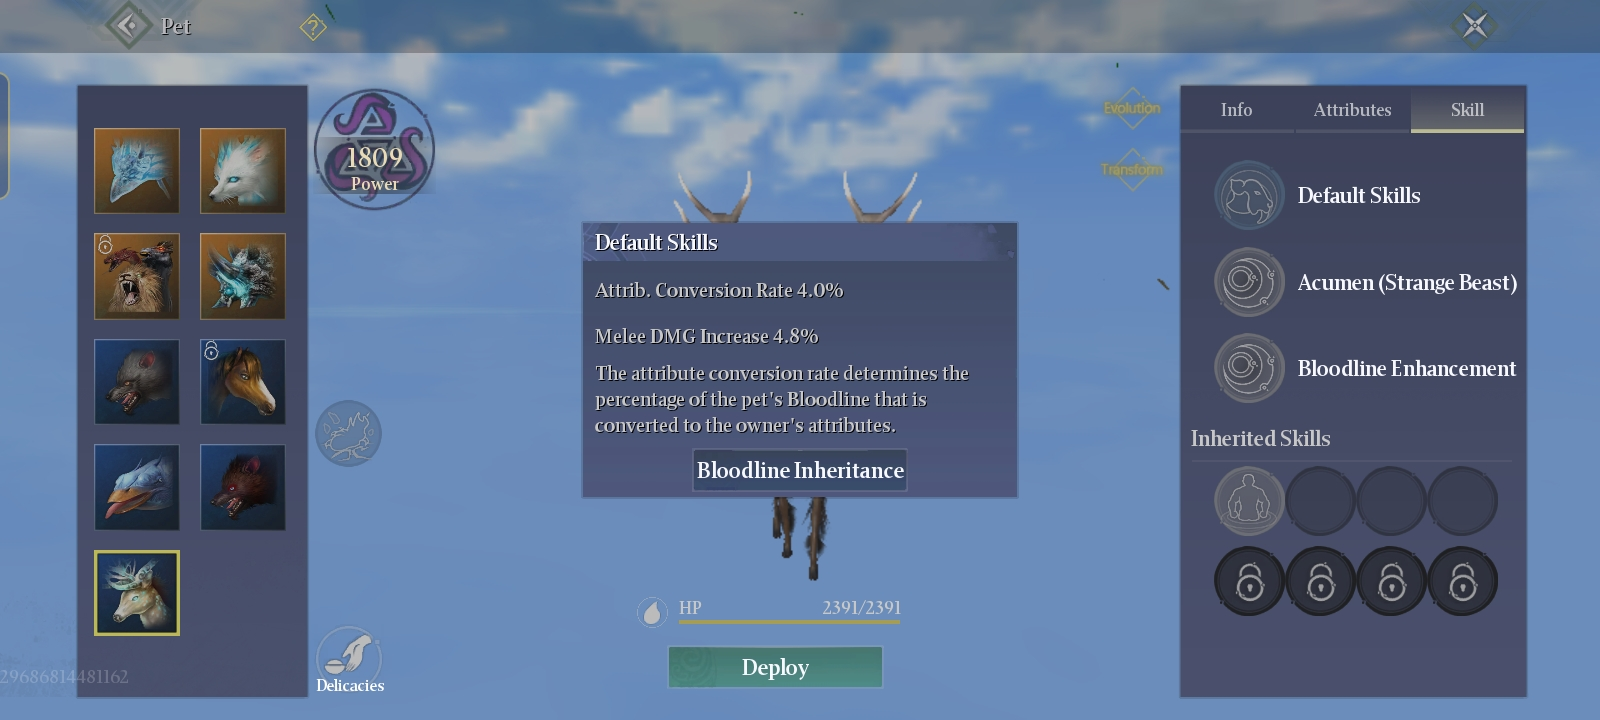 Pet
?
1809
Power
Evolution
Transform
Info
Attributes
Skill
Default Skills
Acumen (Strange Beast)
Bloodline Enhancement
Inherited Skills
Default Skills
Attrib. Conversion Rate 4.0%
Melee DMG Increase 4.8%
The attribute conversion rate determines the
percentage of the pet's Bloodline that is
converted to the owner's attributes.
Bloodline Inheritance
HP
2391/2391
Deploy
Delicacies
29686814481162